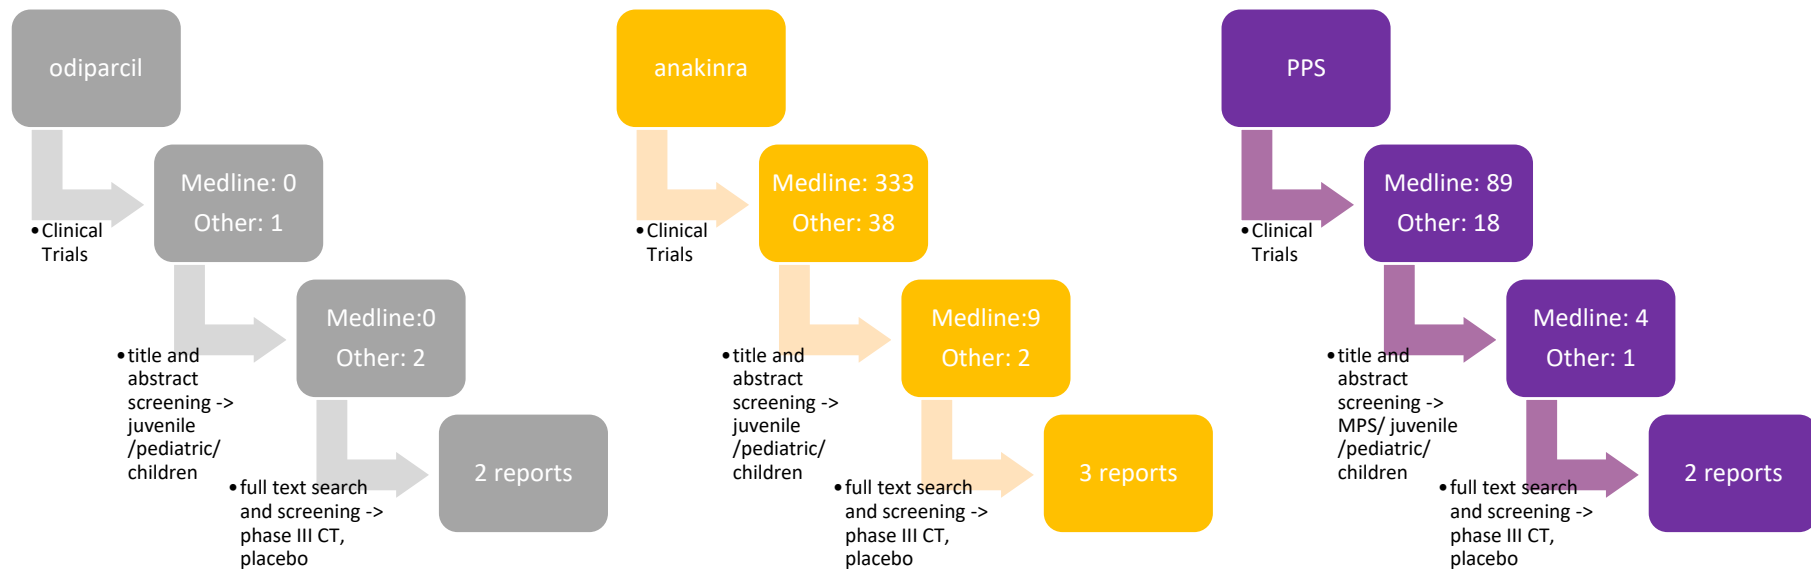 odiparcil
• Clinical
Trials
Medline: 0
Other: 1
• title and
abstract
screening ->
juvenile
/pediatric/
children
Medline:0
Other: 2
• full text search
and screening ->
phase III CT,
placebo
2 reports
anakinra
• Clinical
Trials
Medline: 333
Other: 38
• title and
abstract
screening ->
juvenile
/pediatric/
children
Medline:9
Other: 2
• full text search
and screening ->
phase III CT,
placebo
3 reports
PPS
• Clinical
Trials
Medline: 89
Other: 18
• title and
abstract
screening ->
MPS/ juvenile
/pediatric/
children
Medline: 4
Other: 1
• full text search
and screening ->
phase III CT,
placebo
2 reports